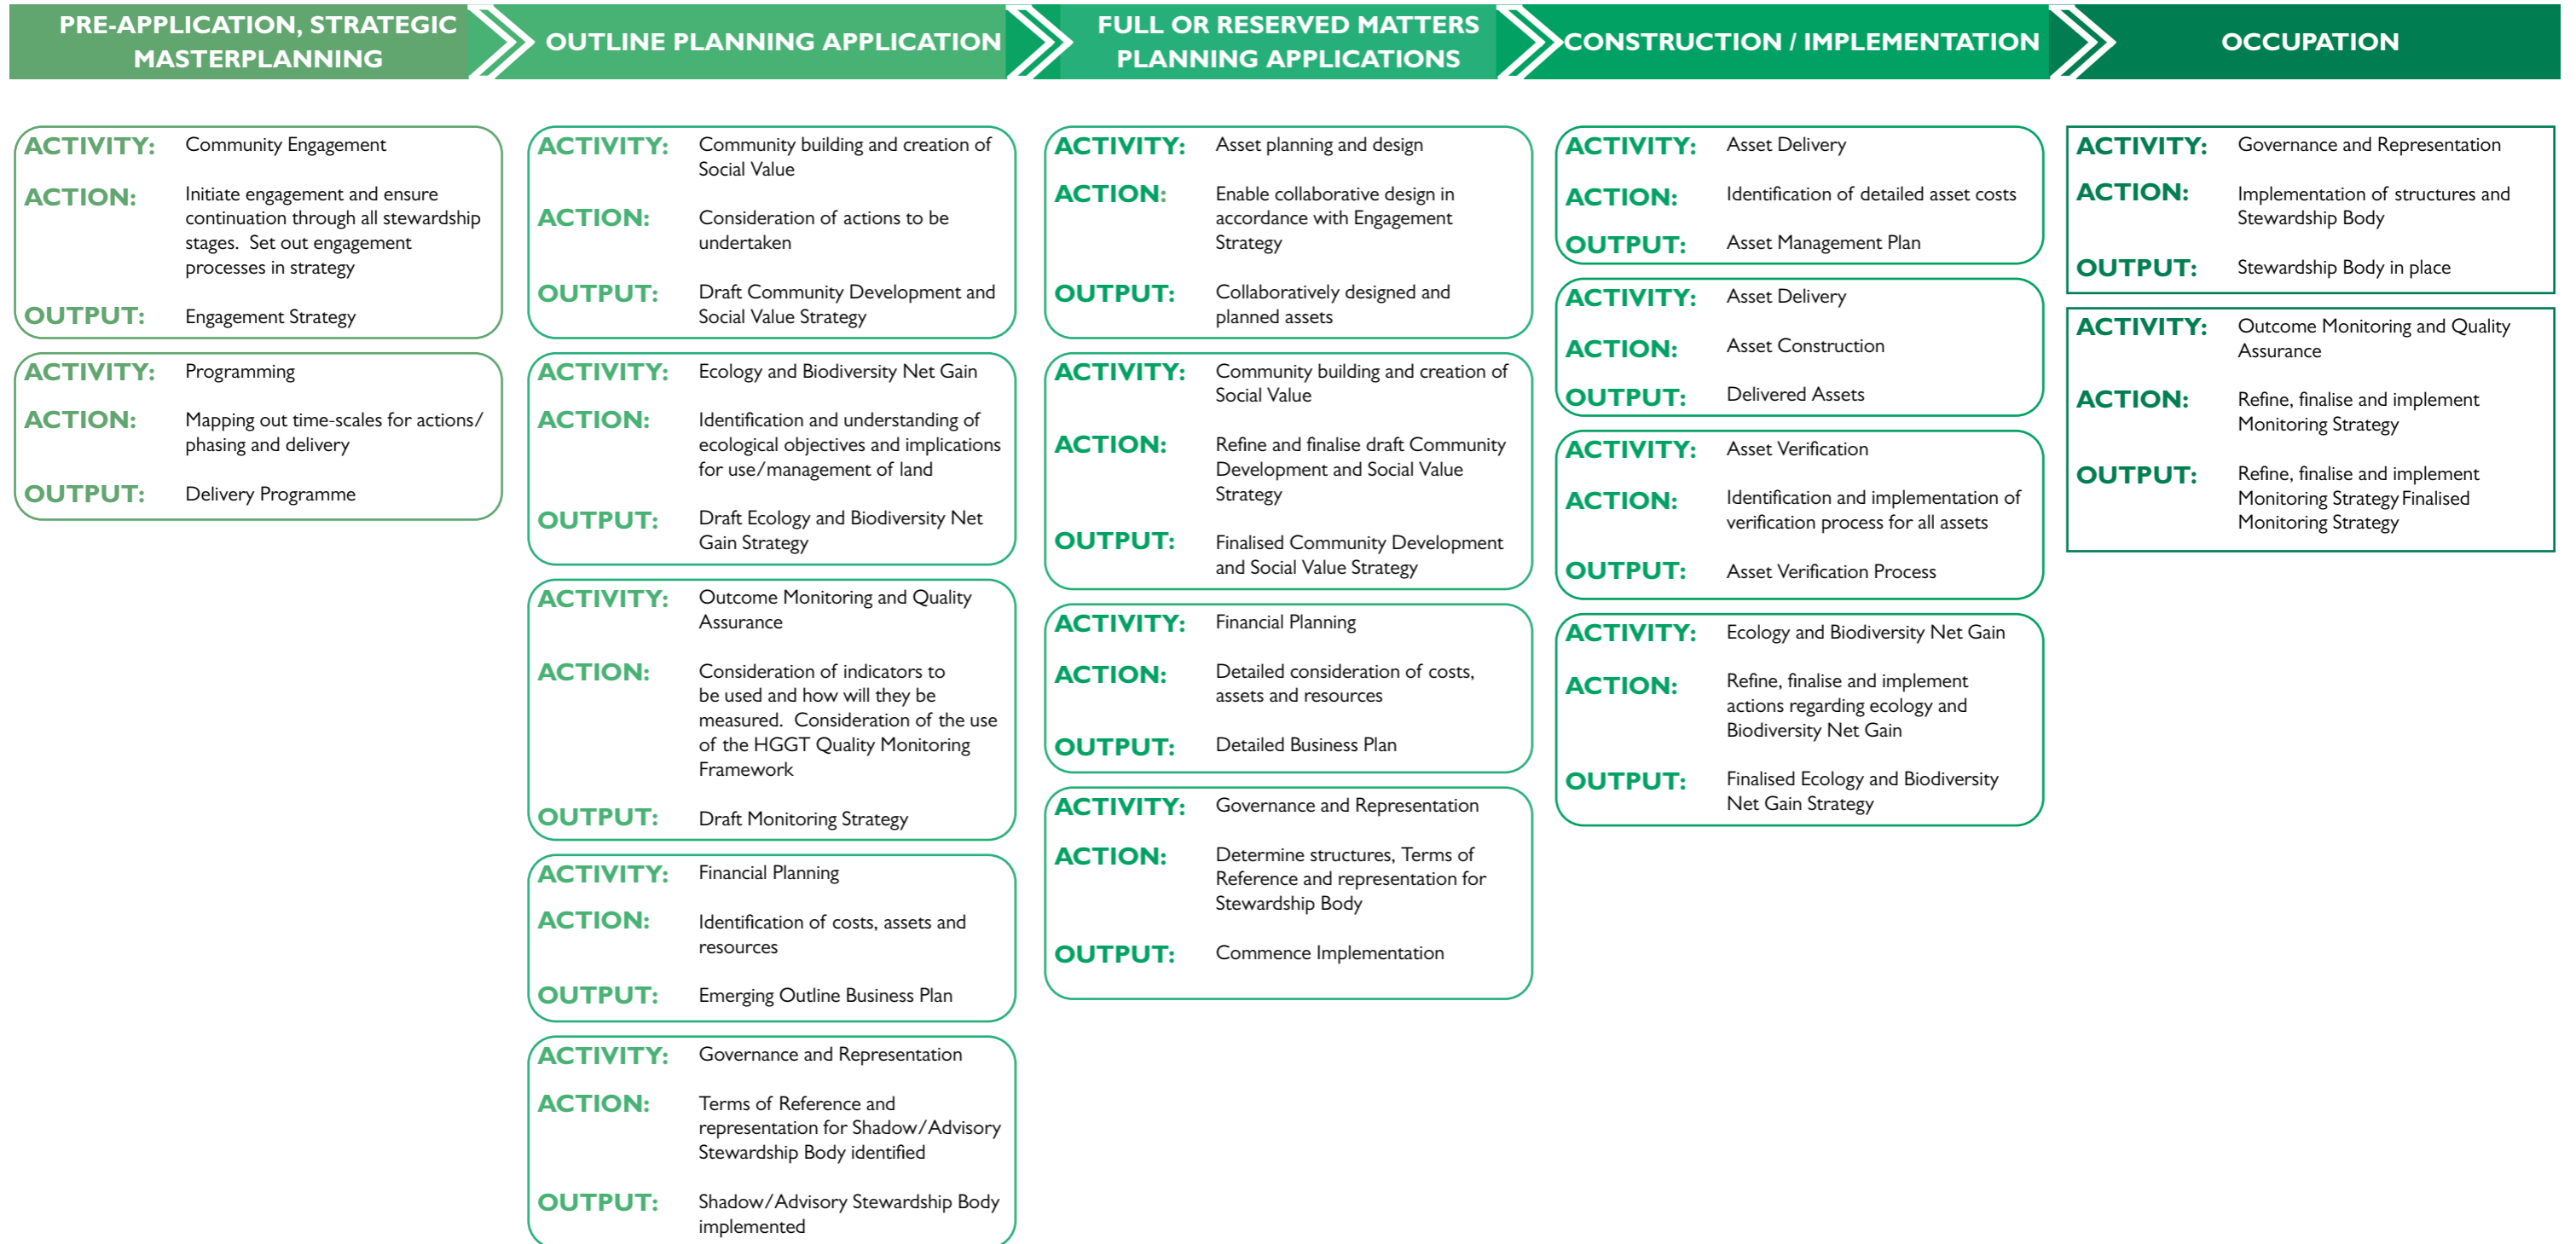 PRE-APPLICATION, STRATEGIC
MASTERPLANNING
OUTLINE PLANNING APPLICATION
FULL OR RESERVED MATTERS
PLANNING APPLICATIONS
CONSTRUCTION / IMPLEMENTATION
OCCUPATION
ACTIVITY: Community Engagement
ACTION: Initiate engagement and ensure
continuation through all stewardship
stages.  Set out engagement
processes in strategy
OUTPUT: Engagement Strategy
ACTIVITY: Programming
ACTION: Mapping out time-scales for actions/
phasing and delivery
OUTPUT: Delivery Programme
ACTIVITY: Community building and creation of
Social Value
ACTION: Consideration of actions to be
undertaken
OUTPUT: Draft Community Development and
Social Value Strategy
ACTIVITY: Ecology and Biodiversity Net Gain
ACTION: Identification and understanding of
ecological objectives and implications
for use/management of land
OUTPUT: Draft Ecology and Biodiversity Net
Gain Strategy
ACTIVITY: Outcome Monitoring and Quality
Assurance
ACTION: Consideration of indicators to
be used and how will they be
measured.  Consideration of the use
of the HGGT Quality Monitoring
Framework
OUTPUT: Draft Monitoring Strategy
ACTIVITY: Financial Planning
ACTION: Identification of costs, assets and
resources
OUTPUT: Emerging Outline Business Plan
ACTIVITY: Governance and Representation
ACTION: Terms of Reference and
representation for Shadow/Advisory
Stewardship Body identified
OUTPUT: Shadow/Advisory Stewardship Body
implemented
ACTIVITY: Asset planning and design
ACTION: Enable collaborative design in
accordance with Engagement
Strategy
OUTPUT: Collaboratively designed and
planned assets
ACTIVITY: Community building and creation of
Social Value
ACTION: Refine and finalise draft Community
Development and Social Value
Strategy
OUTPUT: Finalised Community Development
and Social Value Strategy
ACTIVITY: Financial Planning
ACTION: Detailed consideration of costs,
assets and resources
OUTPUT: Detailed Business Plan
ACTIVITY: Governance and Representation
ACTION: Determine structures, Terms of
Reference and representation for
Stewardship Body
OUTPUT: Commence Implementation
ACTIVITY: Asset Delivery
ACTION: Identification of detailed asset costs
OUTPUT: Asset Management Plan
ACTIVITY: Asset Delivery
ACTION: Asset Construction
OUTPUT: Delivered Assets
ACTIVITY: Asset Verification
ACTION: Identification and implementation of
verification process for all assets
OUTPUT: Asset Verification Process
ACTIVITY: Ecology and Biodiversity Net Gain
ACTION: Refine, finalise and implement
actions regarding ecology and
Biodiversity Net Gain
OUTPUT: Finalised Ecology and Biodiversity
Net Gain Strategy
ACTIVITY: Governance and Representation
ACTION: Implementation of structures and
Stewardship Body
OUTPUT: Stewardship Body in place
ACTIVITY: Outcome Monitoring and Quality
Assurance
ACTION: Refine, finalise and implement
Monitoring Strategy
OUTPUT: Refine, finalise and implement
Monitoring Strategy Finalised
Monitoring Strategy